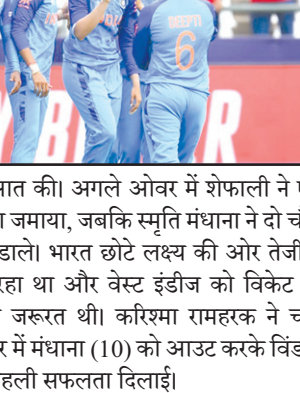 DEEPTI
6
मात की। अगले ओवर में शेफाली ने
जमाया, जबकि स्मृति मंधाना ने दो
डाले। भारत छोटे लक्ष्य की ओर तेजी
रहा था और वेस्ट इंडीज को विकेट
जरूरत थी। करिश्मा रामहरक ने
में मंधाना (10) को आउट करके
पहली सफलता दिलाई।